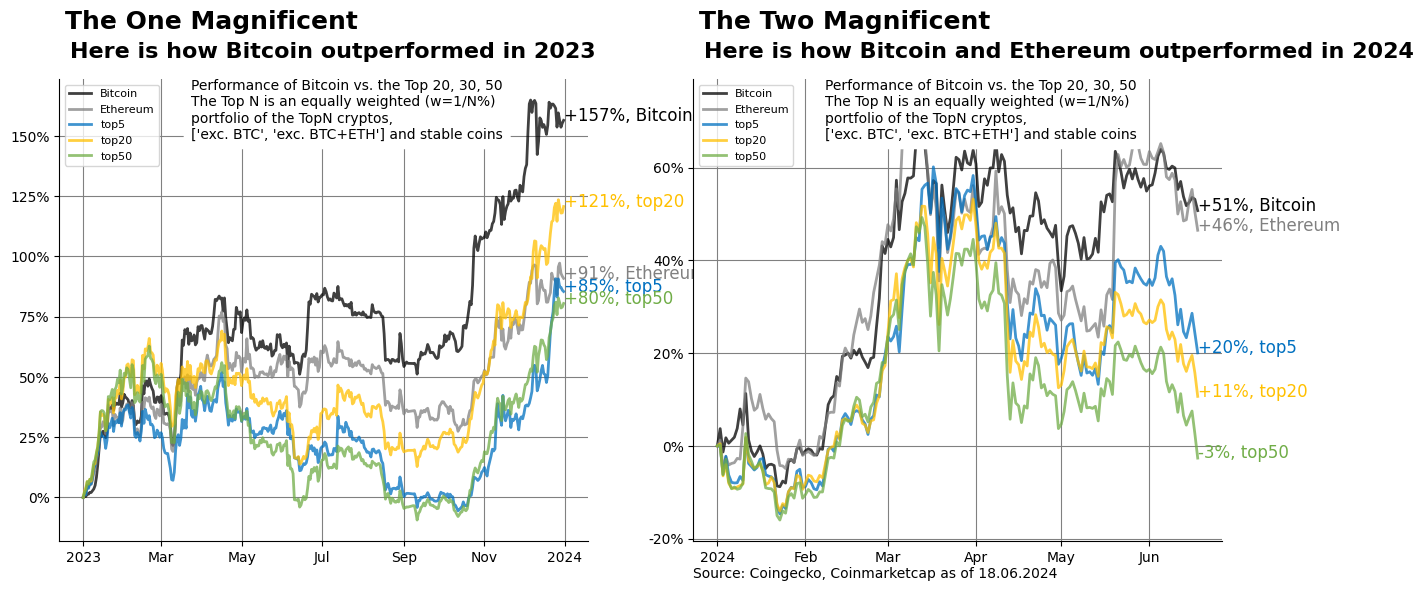 The One Magnificent
Here is how Bitcoin outperformed in 2023
Bitcoin
Ethereum
top5
top20
top50
Performance of Bitcoin vs. the Top 20, 30, 50
The Top N is an equally weighted (w=1/N%)
portfolio of the TopN cryptos,
['exc. BTC', 'exc. BTC+ETH'] and stable coins
150%
125%
100%
75%
50%
25%
0%
+157%, Bitcoin
+121%, top20
+91%, Ethereu
+85%, top5
+80%, top50
2023
Mar
May
Jul
Sep
Nov
2024
The Two Magnificent
Here is how Bitcoin and Ethereum outperformed in 2024
Bitcoin
Ethereum
top5
top20
top50
Performance of Bitcoin vs. the Top 20, 30, 50
The Top N is an equally weighted (w=1/N%)
portfolio of the TopN cryptos,
['exc. BTC', 'exc. BTC+ETH'] and stable coins
60%
40%
20%
0%
-20%
+51%, Bitcoin
+46%, Ethereum
+20%, top5
+11%, top20
-3%, top50
2024
Feb
Mar
Apr
May
Jun
Source: Coingecko, Coinmarketcap as of 18.06.2024